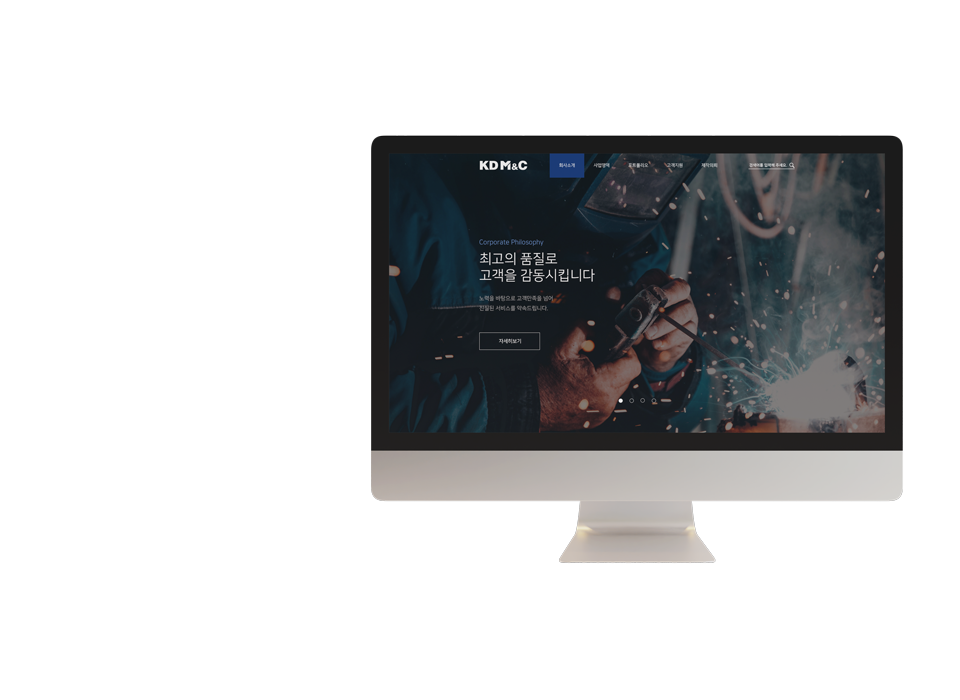 KD M&C
회사소개
사업영역
포트폴리오
고객지원
제작의뢰
검색어를 입력해 주세요.
Corporate Philosophy
최고의 품질로
고객을 감동시킵니다
노력을 바탕으로 고객만족을 넘어,
친밀된 서비스를 약속드립니다.
자세히보기